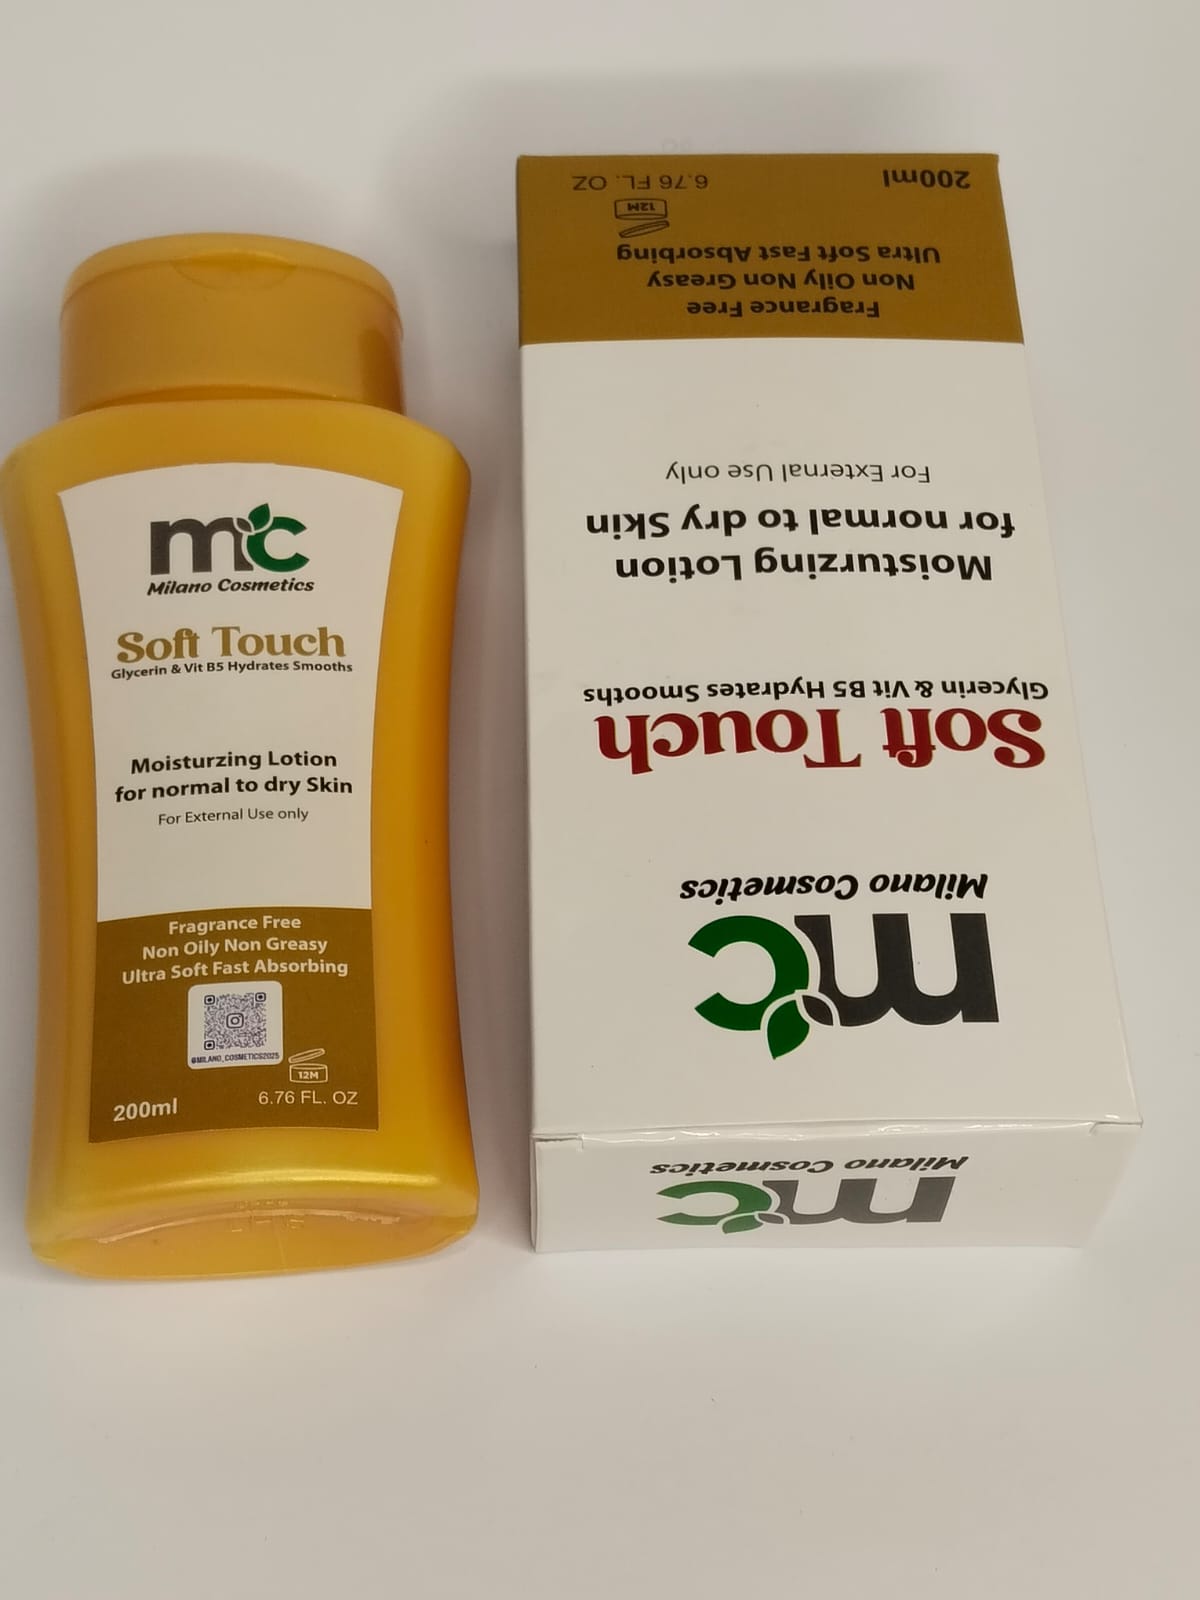 mc
Milano Cosmetics
Soft Touch
Glycerin & Vit B5 Hydrates Smooths
Moisturzing Lotion
for normal to dry Skin
For External Use only
Fragrance Free
Non Oily Non Greasy
Ultra Soft Fast Absorbing
@MILANO_COSMETICS2025
12M
200ml
6.76 FL. OZ
mc
Milano Cosmetics
mc
Milano Cosmetics
Soft Touch
Glycerin & Vit B5 Hydrates Smooths
Moisturzing Lotion
for normal to dry Skin
For External Use only
Fragrance Free
Non Oily Non Greasy
Ultra Soft Fast Absorbing
12M
200ml
6.76 FL. OZ